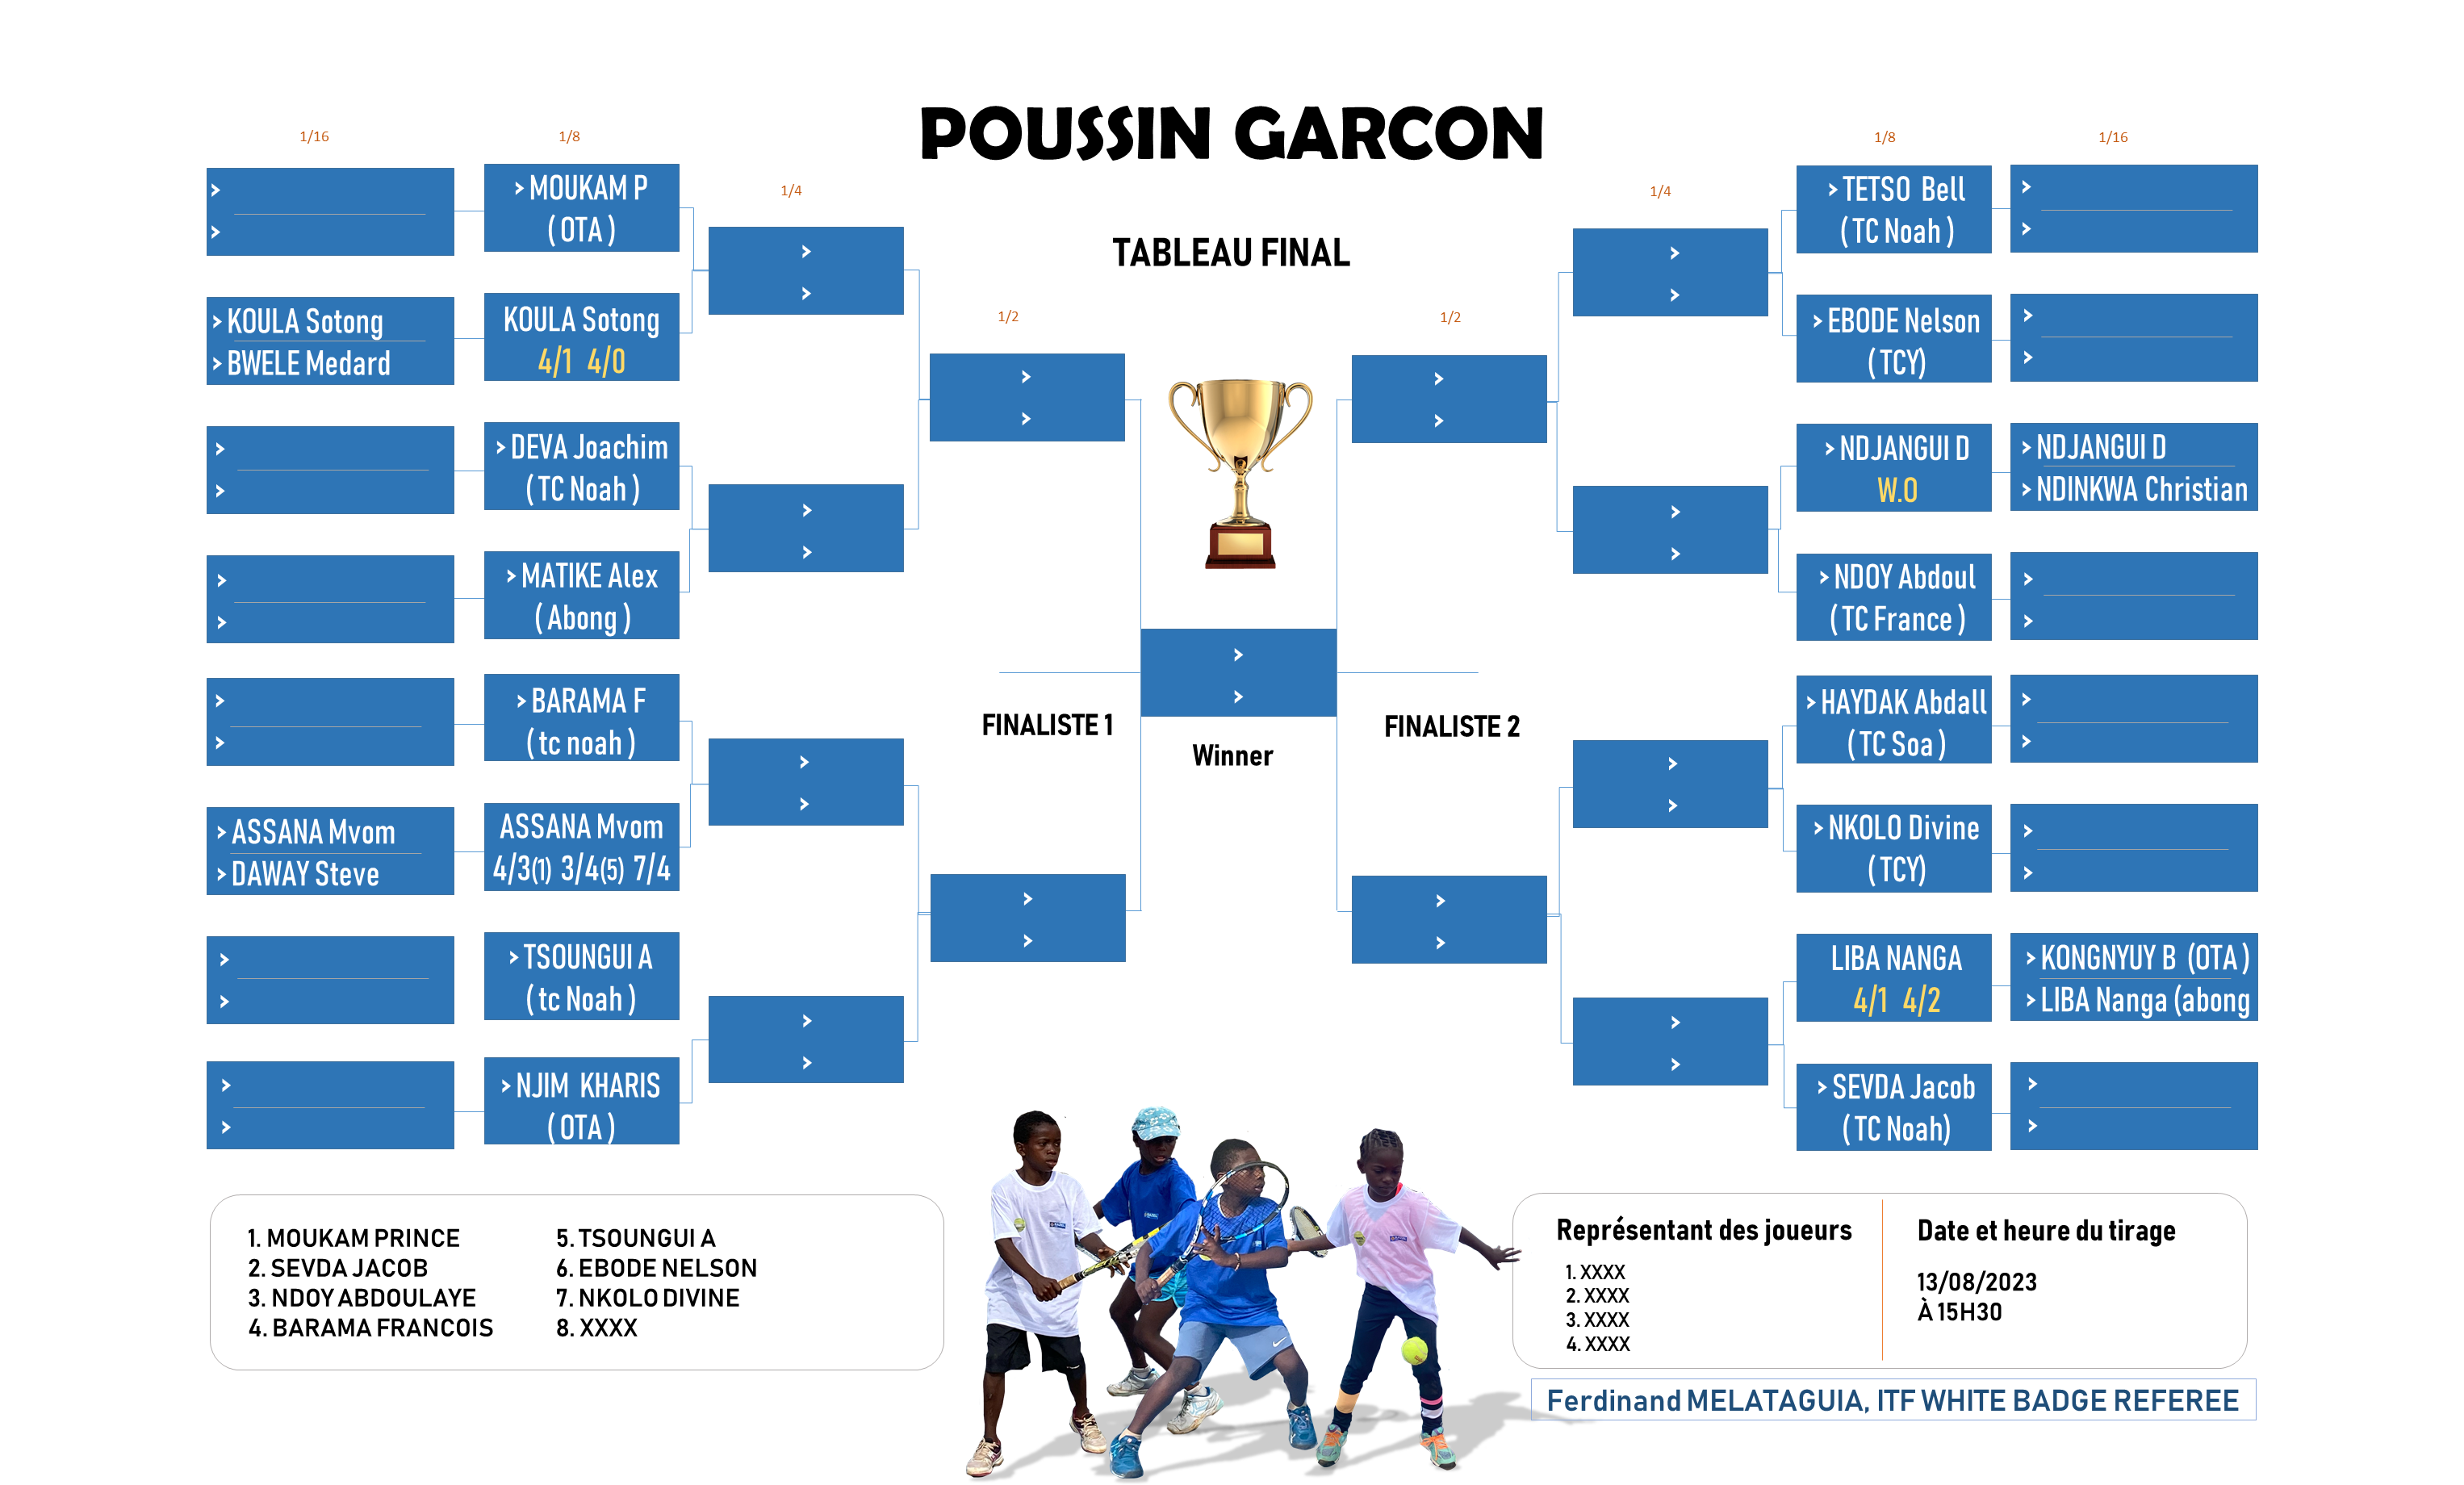 POUSSIN GARCON
TABLEAU FINAL
1/16
1/8
1/4
1/2
> 
>
> KOULA Sotong
> BWELE Medard
>
>
>
>
>
>
> ASSANA Mvom
> DAWAY Steve
>
>
>
>
> MOUKAM P
( OTA )
KOULA Sotong
4/1 4/0
> DEVA Joachim
( TC Noah )
> MATIKE Alex
( Abong )
> BARAMA F
( tc noah )
ASSANA Mvom
4/3(1) 3/4(5) 7/4
> TSOUNGUI A
( tc Noah )
> NJIM KHARIS
( OTA )
>
>
>
>
>
>
>
>
>
>
>
>
FINALISTE 1
>
>
Winner
FINALISTE 2
1/2
1/4
1/8
1/16
>
>
>
>
>
>
>
>
>
>
>
>
> TETSO Bell
( TC Noah )
> EBODE Nelson
( TCY)
> NDJANGUI D
W.O
> NDOY Abdoul
( TC France )
> HAYDAK Abdall
( TC Soa )
> NKOLO Divine
( TCY)
LIBA NANGA
4/1 4/2
> SEVDA Jacob
( TC Noah)
>
>
>
>
> NDJANGUI D
> NDINKWA Christian
>
>
>
>
>
>
> KONGNYUY B (OTA )
> LIBA Nanga (abong
>
>
1. MOUKAM PRINCE
2. SEVDA JACOB
3. NDOY ABDOULAYE
4. BARAMA FRANCOIS
5. TSOUNGUI A
6. EBODE NELSON
7. NKOLO DIVINE
8. XXXX
Représentant des joueurs
1. XXXX
2. XXXX
3. XXXX
4. XXXX
Date et heure du tirage
13/08/2023
À 15H30
Ferdinand MELATAGUIA, ITF WHITE BADGE REFEREE